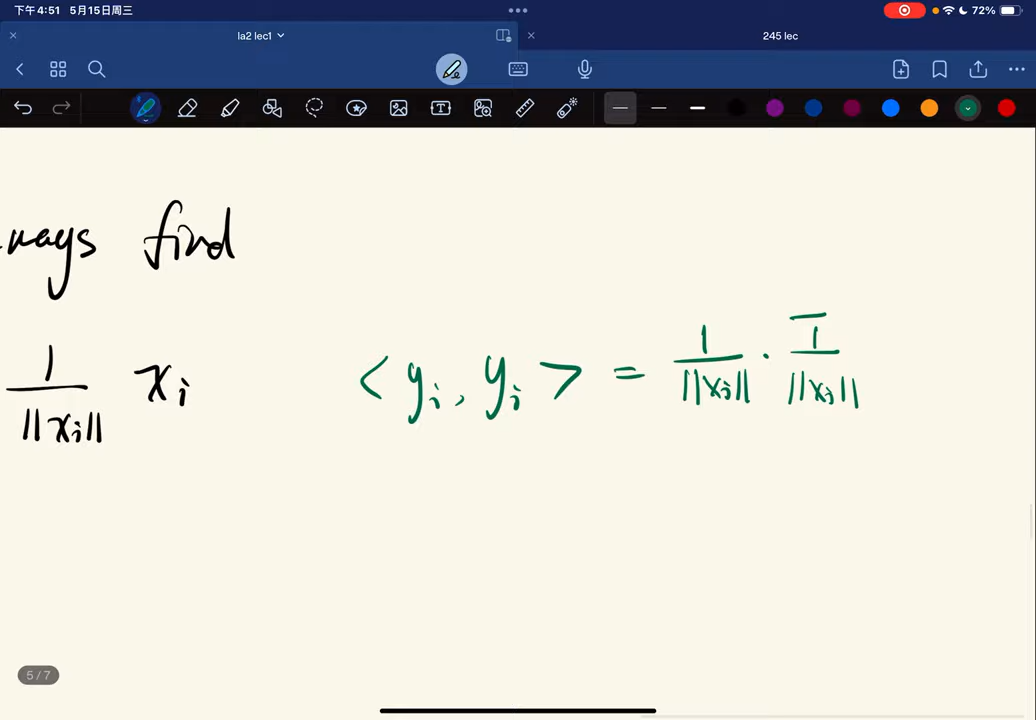 下午4:51 5月15日周三
72%
la2 lec1
245 lec
find
1/||xᵢ|| xᵢ
<yᵢ, yᵢ> = 1/||xᵢ|| · 1̅/||xᵢ||
5 / 7